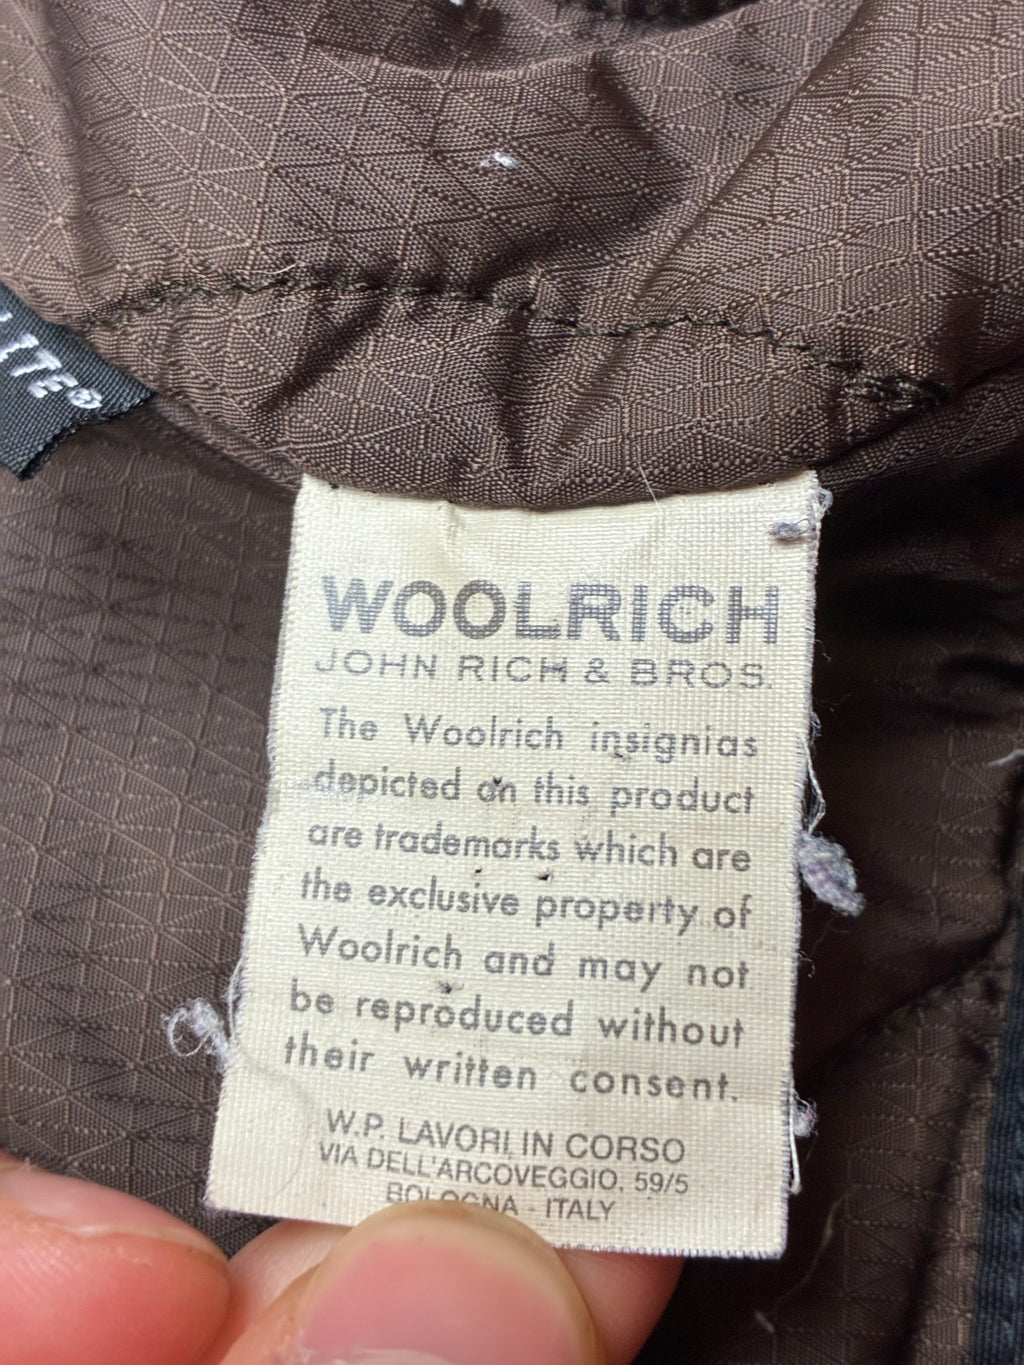 ITE®
WOOLRICH
JOHN RICH & BROS.
The Woolrich insignias
depicted on this product
are trademarks which are
the exclusive property of
Woolrich and may not
be reproduced without
their written consent.
W.P. LAVORI IN CORSO
VIA DELL'ARCOVEGGIO, 59/5
BOLOGNA - ITALY